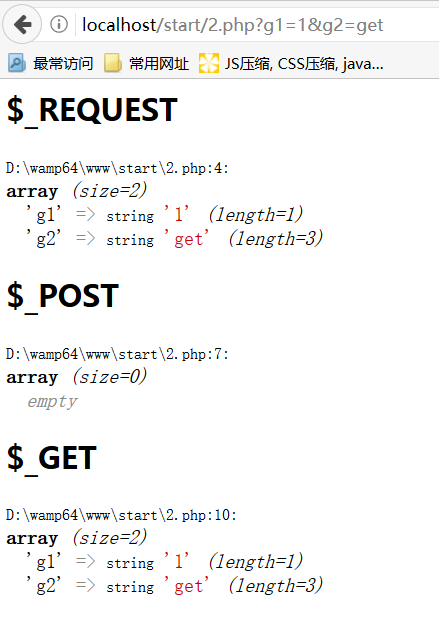 localhost/start/2.php?g1=1&g2=get
最常访问 常用网址 JS压缩, CSS压缩, java...
$_REQUEST
D:\wamp64\www\start\2.php:4:
array (size=2)
'g1' => string '1' (length=1)
'g2' => string 'get' (length=3)
$_POST
D:\wamp64\www\start\2.php:7:
array (size=0)
empty
$_GET
D:\wamp64\www\start\2.php:10:
array (size=2)
'g1' => string '1' (length=1)
'g2' => string 'get' (length=3)